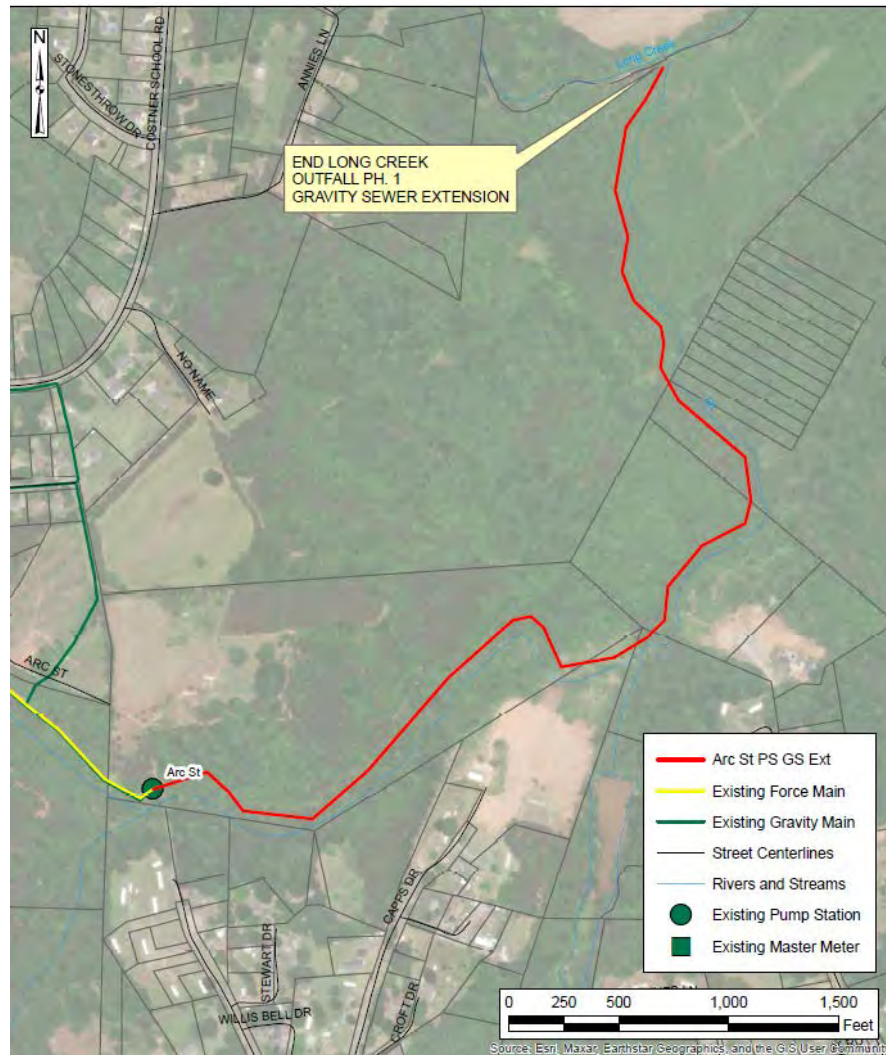 N
STONESTHROW DR
COSTNER SCHOOL RD
ANNIES LN
Long Creek
END LONG CREEK
OUTFALL PH. 1
GRAVITY SEWER EXTENSION
NO NAME
ARC ST
Arc St
CAPPS DR
STEWART DR
WILLIS BELL DR
CROFT DR
Arc St PS GS Ext
Existing Force Main
Existing Gravity Main
Street Centerlines
Rivers and Streams
Existing Pump Station
Existing Master Meter
0 250 500 1,000 1,500
Feet
Source: Esri, Maxar, Earthstar Geographics, and the GIS User Community